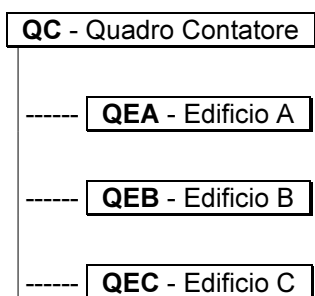 QC - Quadro Contatore
------ QEA - Edificio A
------ QEB - Edificio B
------ QEC - Edificio C